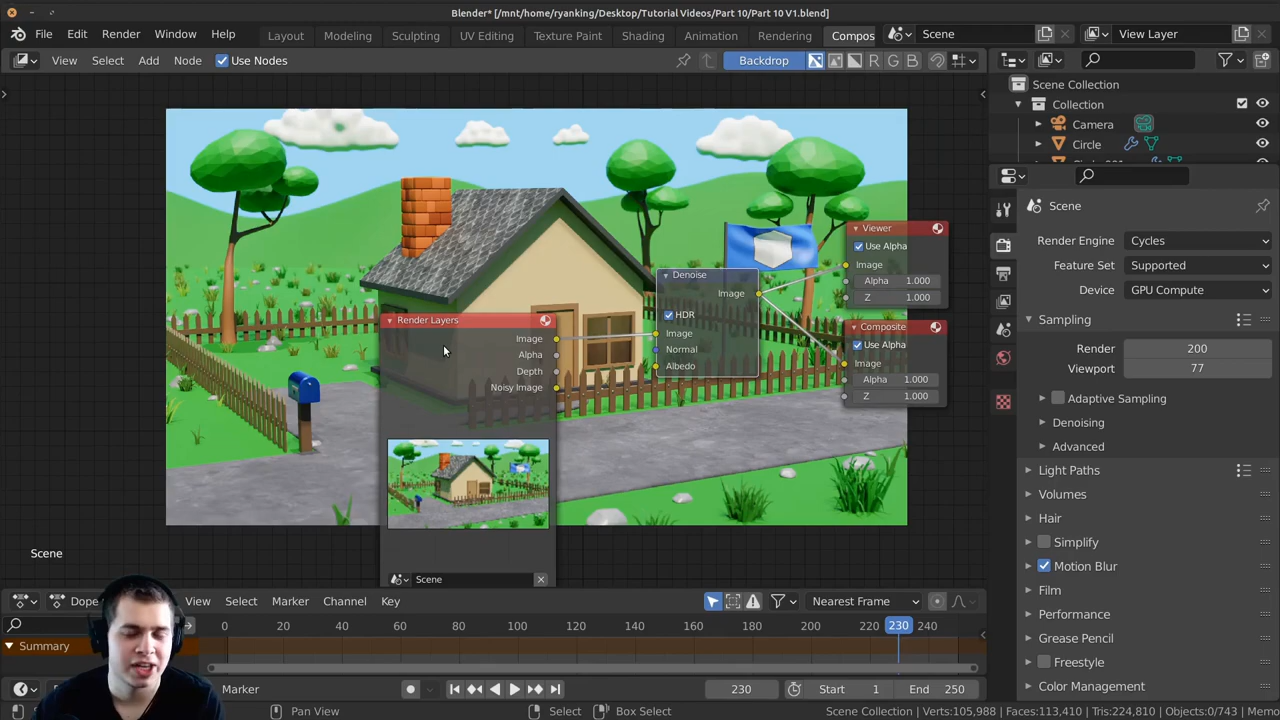 Blender* [/mnt/home/ryanking/Desktop/Tutorial Videos/Part 10/Part 10 V1.blend]
File Edit Render Window Help Layout Modeling Sculpting UV Editing Texture Paint Shading Animation Rendering Compos Scene View Layer
View Select Add Node Use Nodes Backdrop R G B
Scene Collection
Collection
Camera
Circle
Scene
Render Engine Cycles
Feature Set Supported
Device GPU Compute
Sampling
Render 200
Viewport 77
Adaptive Sampling
Denoising
Advanced
Light Paths
Volumes
Hair
Simplify
Motion Blur
Film
Performance
Grease Pencil
Freestyle
Color Management
Viewer
Use Alpha
Image
Alpha 1.000
Z 1.000
Denoise
Image
HDR
Image
Normal
Albedo
Composite
Use Alpha
Image
Alpha 1.000
Z 1.000
Render Layers
Image
Alpha
Depth
Noisy Image
Scene
Scene
Dope View Select Marker Channel Key Nearest Frame
0 20 40 60 80 100 120 140 160 180 200 220 230 240
Summary
Marker 230 Start 1 End 250
Pan View Select Box Select Scene Collection | Verts:105,988 | Faces:113,410 | Tris:224,810 | Objects:0/743 | Memo